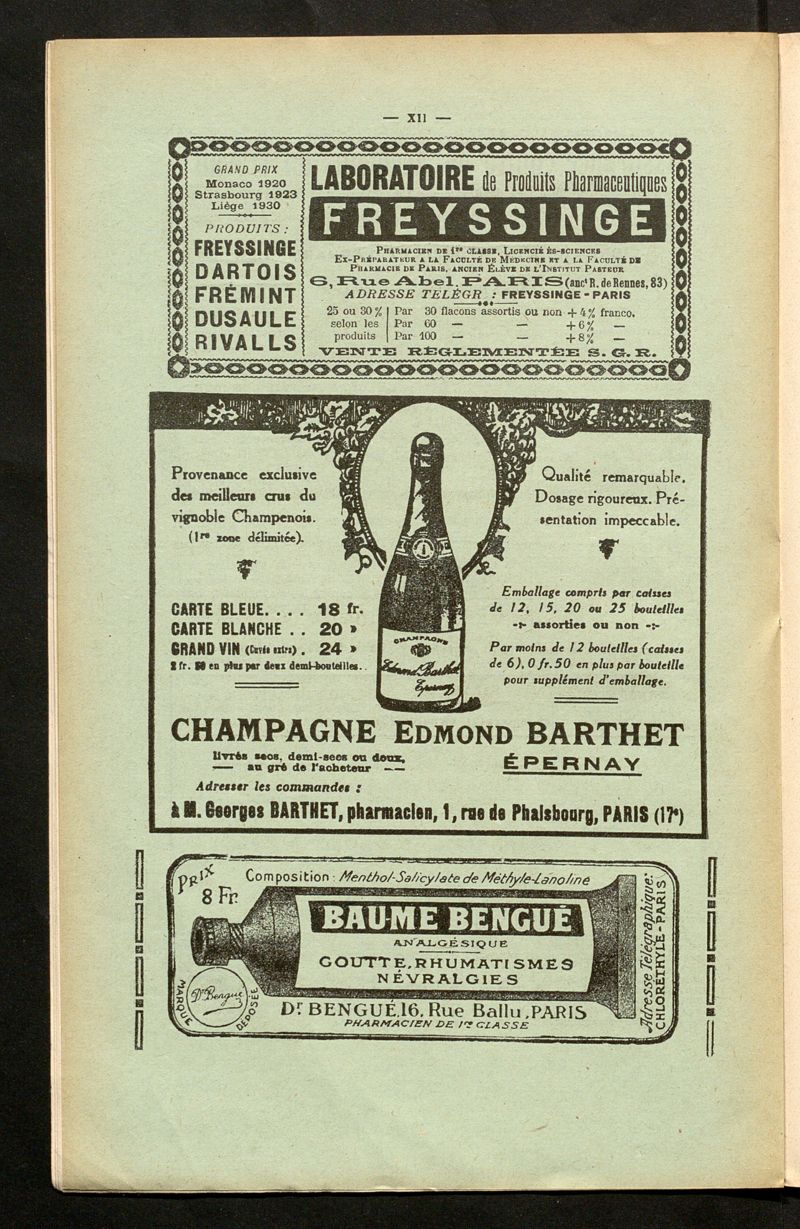 — XII —
GRAND PRIX
Monaco 1920
Strasbourg 1923
Liège 1930
PRODUITS :
FREYSSINGE
DARTOIS
FRÉMINT
DUSAULE
RIVALLS
LABORATOIRE de Produits Pharmaceutiques
FREYSSINGE
PHARMACIEN DE 1re CLASSE, LICENCIÉ ÈS-SCIENCES
EX-PRÉPARATEUR A LA FACULTÉ DE MÉDECINE ET A LA FACULTÉ DE
PHARMACIE DE PARIS, ANCIEN ÉLÈVE DE L'INSTITUT PASTEUR
6, Rue Abel, PARIS (anct R. de Rennes, 83)
ADRESSE TÉLÉGR. : FREYSSINGE - PARIS
25 ou 30 % Par 30 flacons assortis ou non + 4 % franco.
selon les Par 60 — — + 6 % —
produits Par 100 — — + 8 % —
VENTE RÉGLEMENTÉE S. G. R.
Provenance exclusive
des meilleurs crus du
vignoble Champenois.
(1re zone délimitée).
Qualité remarquable.
Dosage rigoureux. Pré-
sentation impeccable.
CARTE BLEUE. . . . 18 fr.
CARTE BLANCHE . . 20 »
GRAND VIN (Cuvée extra) . 24 »
2 fr. 50 en plus par deux demi-bouteilles. .
Emballage compris par caisses
de 12, 15, 20 ou 25 bouteilles
-:- assorties ou non -:-
Par moins de 12 bouteilles (caisses
de 6), 0 fr. 50 en plus par bouteille
pour supplément d'emballage.
CHAMPAGNE
Edmond Barthet
Épernay
CHAMPAGNE EDMOND BARTHET
livrés secs, demi-secs ou doux,
— au gré de l'acheteur —
ÉPERNAY
Adresser les commandes :
à M. Georges BARTHET, pharmacien, 1, rue de Phalsbourg, PARIS (17e)
PRIX
8 Fr.
Composition : Menthol-Salicylate de Méthyle-Lanoline
BAUME BENGUÉ
ANALGÉSIQUE
GOUTTE, RHUMATISMES
NÉVRALGIES
MARQUE DÉPOSÉE
Dr Bengué
Dr BENGUÉ, 16, Rue Ballu, PARIS
PHARMACIEN DE 1re CLASSE
Adresse Télégraphique:
CHLORÉTHYLE - PARIS